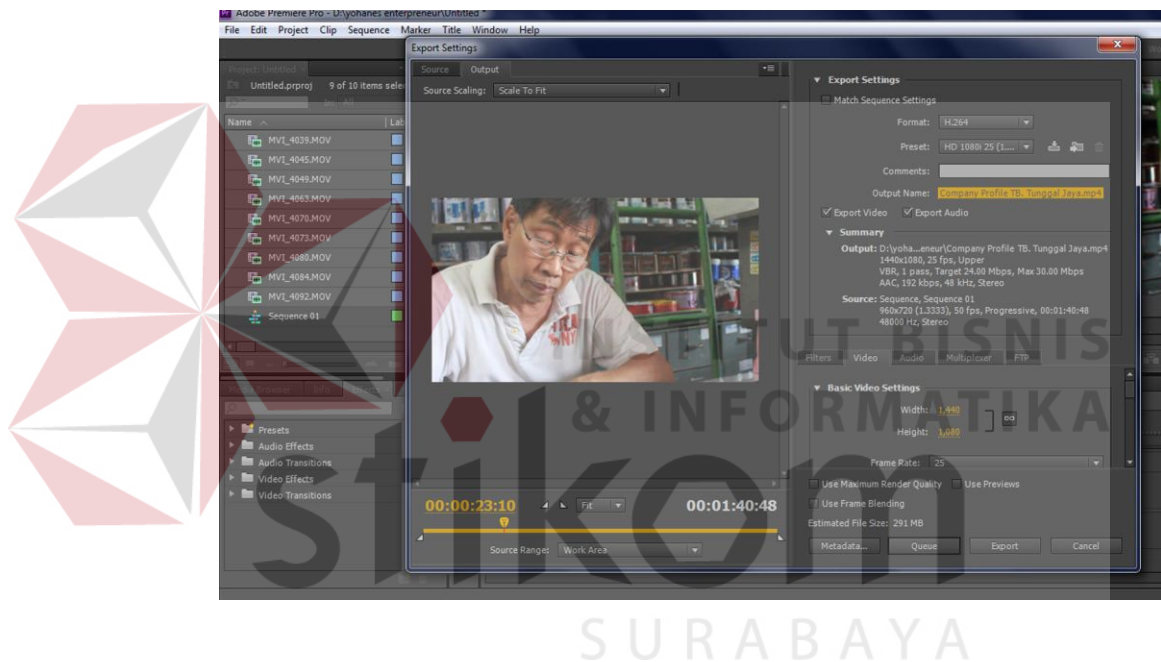 Adobe Premiere Pro - D:\yohanes enterpreneur\Untitled *
File Edit Project Clip Sequence Marker Title Window Help
Export Settings
Project: Untitled ×
Untitled.prproj 9 of 10 items selec
In: All
Name Lab
MVI_4039.MOV
MVI_4045.MOV
MVI_4049.MOV
MVI_4063.MOV
MVI_4070.MOV
MVI_4073.MOV
MVI_4080.MOV
MVI_4084.MOV
MVI_4092.MOV
Sequence 01
Info
Presets
Audio Effects
Audio Transitions
Video Effects
Video Transitions
Source Output
Source Scaling: Scale To Fit
00:00:23:10 Fit 00:01:40:48
Source Range: Work Area
Export Settings
Match Sequence Settings
Format: H.264
Preset: HD 1080i 25 (1....
Comments:
Output Name: Company Profile TB. Tunggal Jaya.mp4
Export Video Export Audio
Summary
Output: D:\yoha...eneur\Company Profile TB. Tunggal Jaya.mp4
1440x1080, 25 fps, Upper
VBR, 1 pass, Target 24.00 Mbps, Max 30.00 Mbps
AAC, 192 kbps, 48 kHz, Stereo
Source: Sequence, Sequence 01
960x720 (1.3333), 50 fps, Progressive, 00:01:40:48
48000 Hz, Stereo
Filters Video Audio Multiplexer FTP
Basic Video Settings
Width: 1,440
Height: 1,080
Frame Rate: 25
Use Maximum Render Quality Use Previews
Use Frame Blending
Estimated File Size: 291 MB
Metadata... Queue Export Cancel
INSTITUT BISNIS
& INFORMATIKA
stikom
SURABAYA